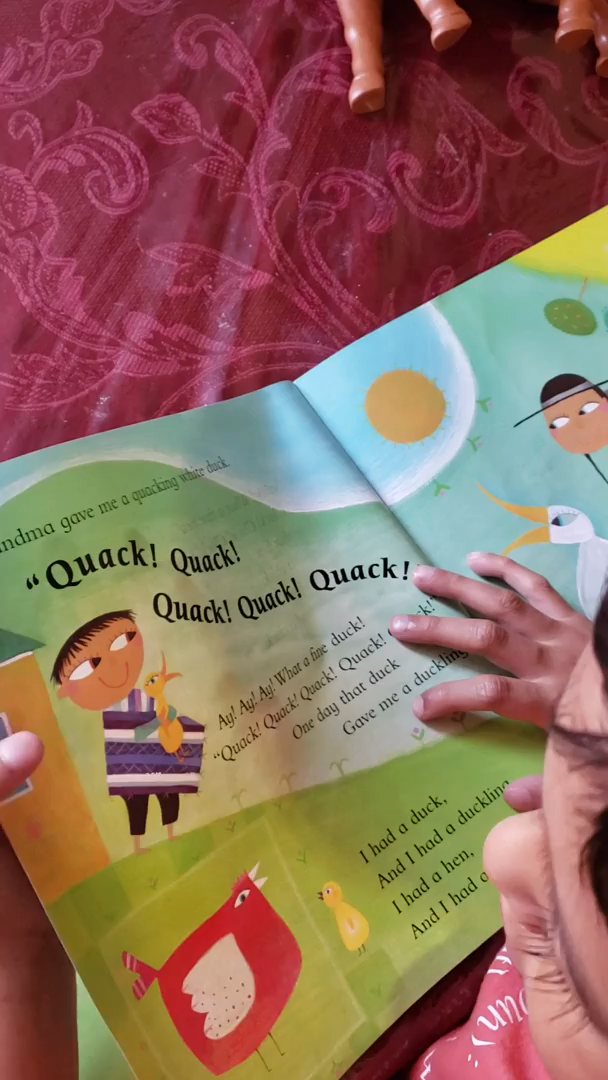 gave me a quacking white duck.
"Quack! Quack!
Quack! Quack! Quack!
Ay! Ay! Ay! What a fine duck!
"Quack! Quack! Quack! Quack!
One day that duck
Gave me a duckling
I had a duck,
And I had a duckling
I had a hen,
And I had